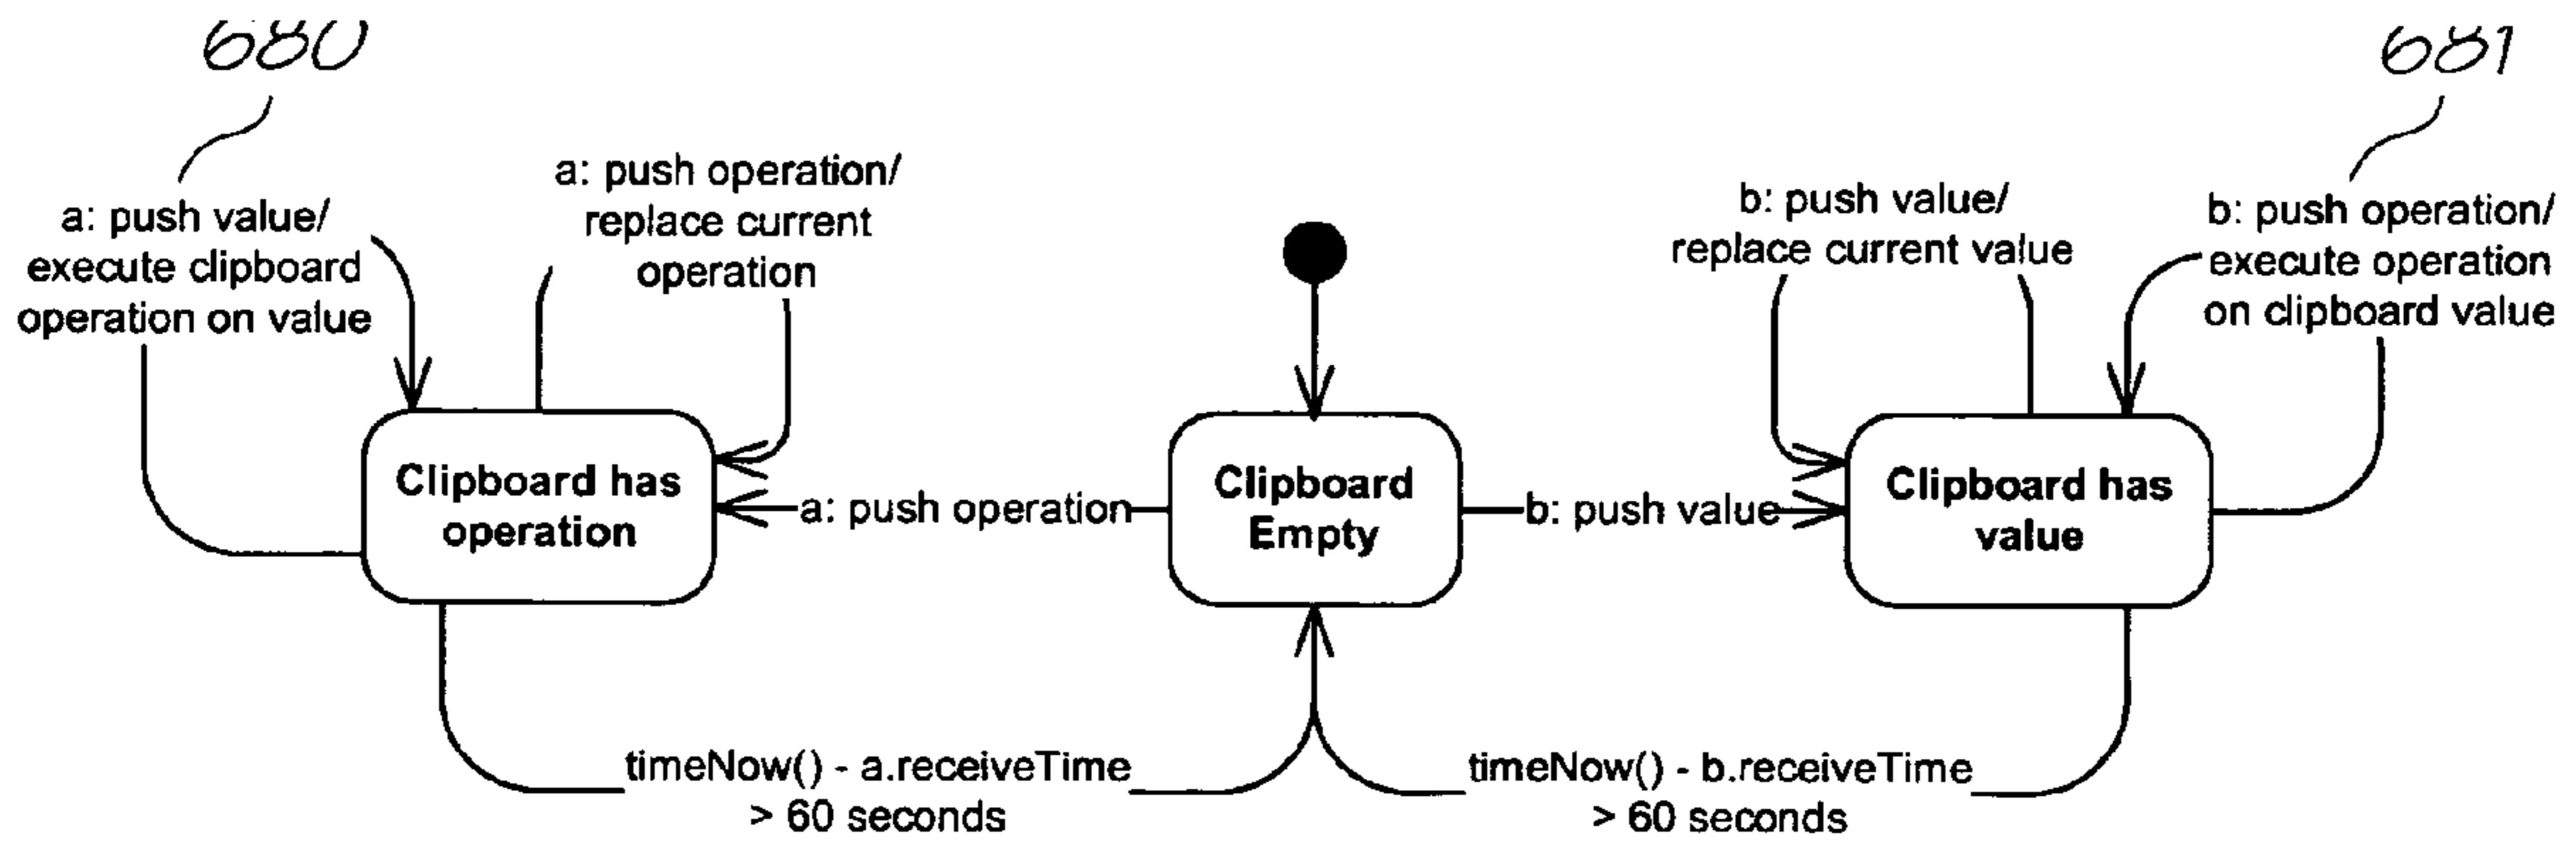 680
681
a: push value/
execute clipboard
operation on value
a: push operation/
replace current
operation
b: push value/
replace current value
b: push operation/
execute operation
on clipboard value
Clipboard has
operation
a: push operation
Clipboard
Empty
b: push value
Clipboard has
value
timeNow() - a.receiveTime
> 60 seconds
timeNow() - b.receiveTime
> 60 seconds